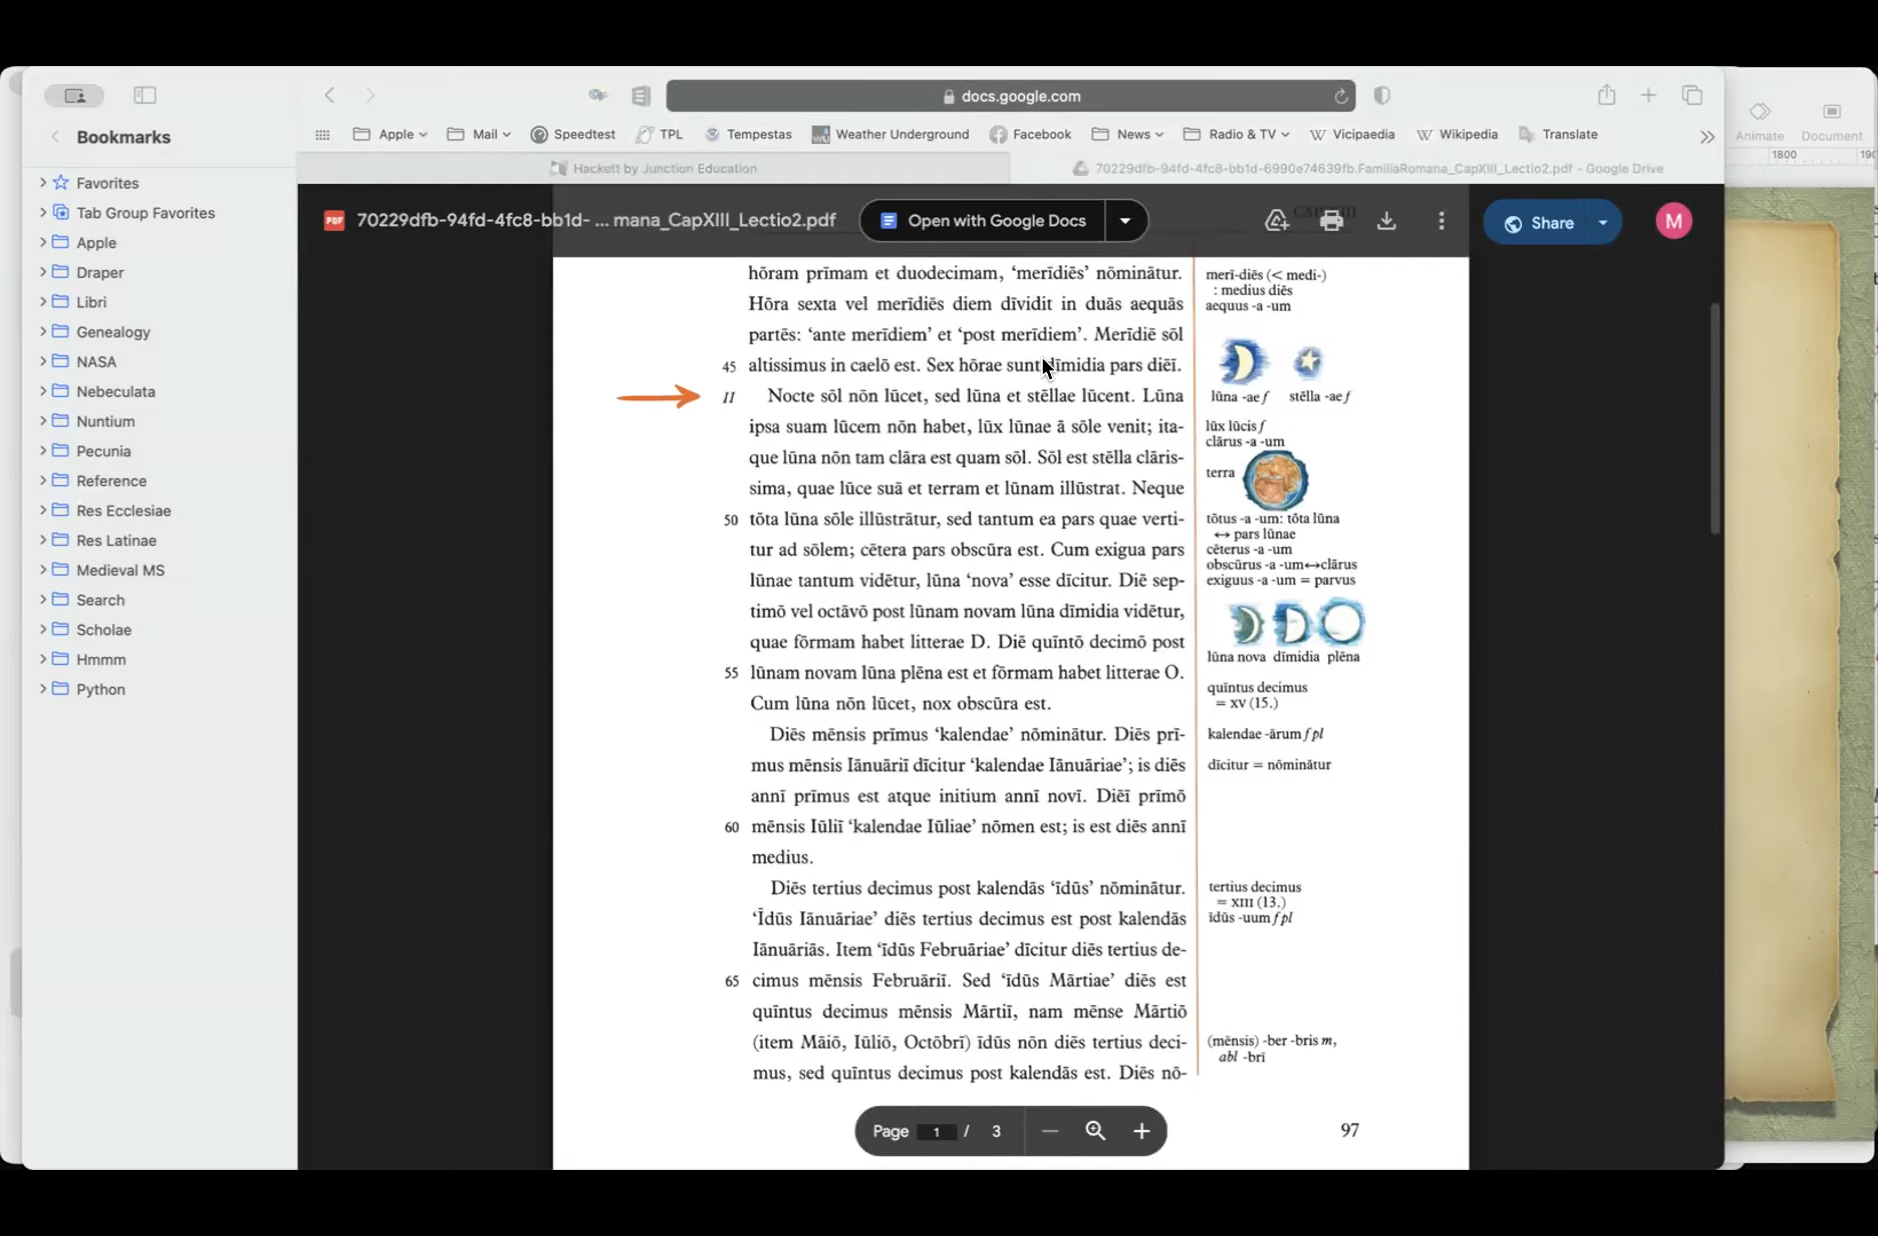 Bookmarks
Favorites
Tab Group Favorites
Apple
Draper
Libri
Genealogy
NASA
Nebeculata
Nuntium
Pecunia
Reference
Res Ecclesiae
Res Latinae
Medieval MS
Search
Scholae
Hmmm
Python
docs.google.com
Apple Mail Speedtest TPL Tempestas Weather Underground Facebook News Radio & TV Vicipaedia Wikipedia Translate
Hackett by Junction Education
70229dfb-94fd-4fc8-bb1d-6990e74639fb.FamiliaRomana_CapXIII_Lectio2.pdf - Google Drive
PDF 70229dfb-94fd-4fc8-bb1d- ... mana_CapXIII_Lectio2.pdf
Open with Google Docs
Share
M
hōram prīmam et duodecimam, ‘merīdiēs’ nōminātur.
Hōra sexta vel merīdiēs diem dīvidit in duās aequās
partēs: ‘ante merīdiem’ et ‘post merīdiem’. Merīdiē sōl
45 altissimus in caelō est. Sex hōrae sunt dīmidia pars diēī.
II Nocte sōl nōn lūcet, sed lūna et stēllae lūcent. Lūna
ipsa suam lūcem nōn habet, lūx lūnae ā sōle venit; ita-
que lūna nōn tam clāra est quam sōl. Sōl est stēlla clāris-
sima, quae lūce suā et terram et lūnam illūstrat. Neque
50 tōta lūna sōle illūstrātur, sed tantum ea pars quae verti-
tur ad sōlem; cētera pars obscūra est. Cum exigua pars
lūnae tantum vidētur, lūna ‘nova’ esse dīcitur. Diē sep-
timō vel octāvō post lūnam novam lūna dīmidia vidētur,
quae fōrmam habet litterae D. Diē quīntō decimō post
55 lūnam novam lūna plēna est et fōrmam habet litterae O.
Cum lūna nōn lūcet, nox obscūra est.
Diēs mēnsis prīmus ‘kalendae’ nōminātur. Diēs prī-
mus mēnsis Iānuāriī dīcitur ‘kalendae Iānuāriae’; is diēs
annī prīmus est atque initium annī novī. Diēī prīmō
60 mēnsis Iūliī ‘kalendae Iūliae’ nōmen est; is est diēs annī
medius.
Diēs tertius decimus post kalendās ‘īdūs’ nōminātur.
‘Īdūs Iānuāriae’ diēs tertius decimus est post kalendās
Iānuāriās. Item ‘īdūs Februāriae’ dīcitur diēs tertius de-
65 cimus mēnsis Februāriī. Sed ‘īdūs Mārtiae’ diēs est
quīntus decimus mēnsis Mārtiī, nam mēnse Mārtiō
(item Māiō, Iūliō, Octōbrī) īdūs nōn diēs tertius deci-
mus, sed quīntus decimus post kalendās est. Diēs nō-
merī-diēs (< medi-)
: medius diēs
aequus -a -um
lūna -ae f stēlla -ae f
lūx lūcis f
clārus -a -um
terra
tōtus -a -um: tōta lūna
↔ pars lūnae
cēterus -a -um
obscūrus -a -um↔clārus
exiguus -a -um = parvus
lūna nova dīmidia plēna
quīntus decimus
= XV (15.)
kalendae -ārum f pl
dīcitur = nōminātur
tertius decimus
= XIII (13.)
īdūs -uum f pl
(mēnsis) -ber -bris m,
abl -brī
Page 1 / 3
97
Animate Document
1800